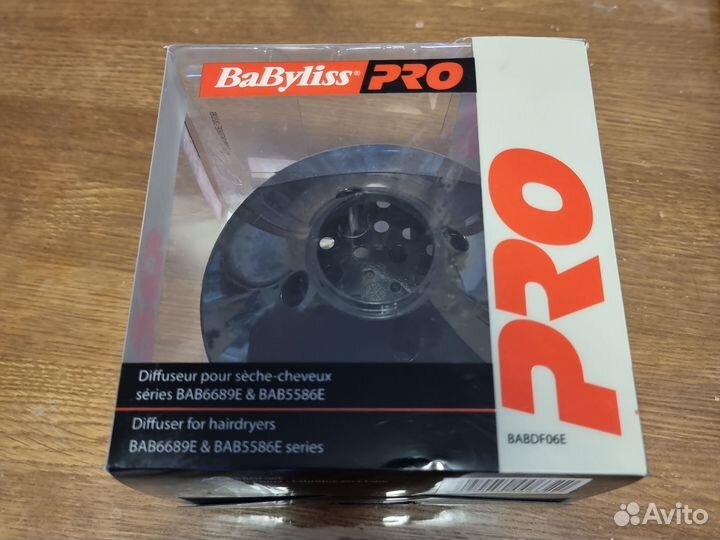 BaByliss® PRO
PRO
Diffuseur pour sèche-cheveux
séries BAB6689E & BAB5586E
Diffuser for hairdryers
BAB6689E & BAB5586E series
BABDF06E
Avito